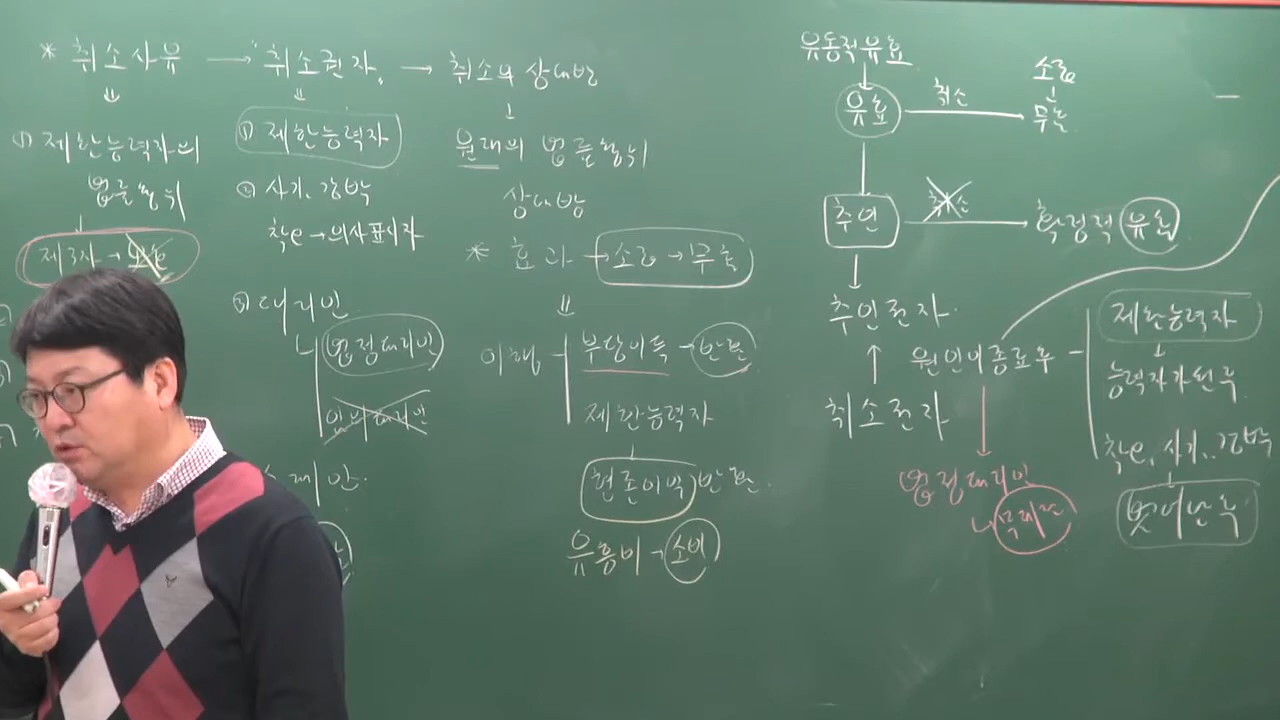 * 취소사유 → 취소권자 → 취소의 상대방
① 제한능력자의
법률행위
제3자→
① 제한능력자
② 사기, 강박
착오→의사표시자
③ 대리인
법정대리인
임의대리인
원래의 법률행위
상대방
* 효과→소급→무효
이행
부당이득→반환
제한능력자
현존이익 반환.
유흥비→소비
유동적유효
유효 취소 소급
무효
추인 취소 확정적 유효
추인권자
취소권자
원인이종료후
법정대리인
제한능력자
능력자가된후
착오, 사기, 강박
벗어난후